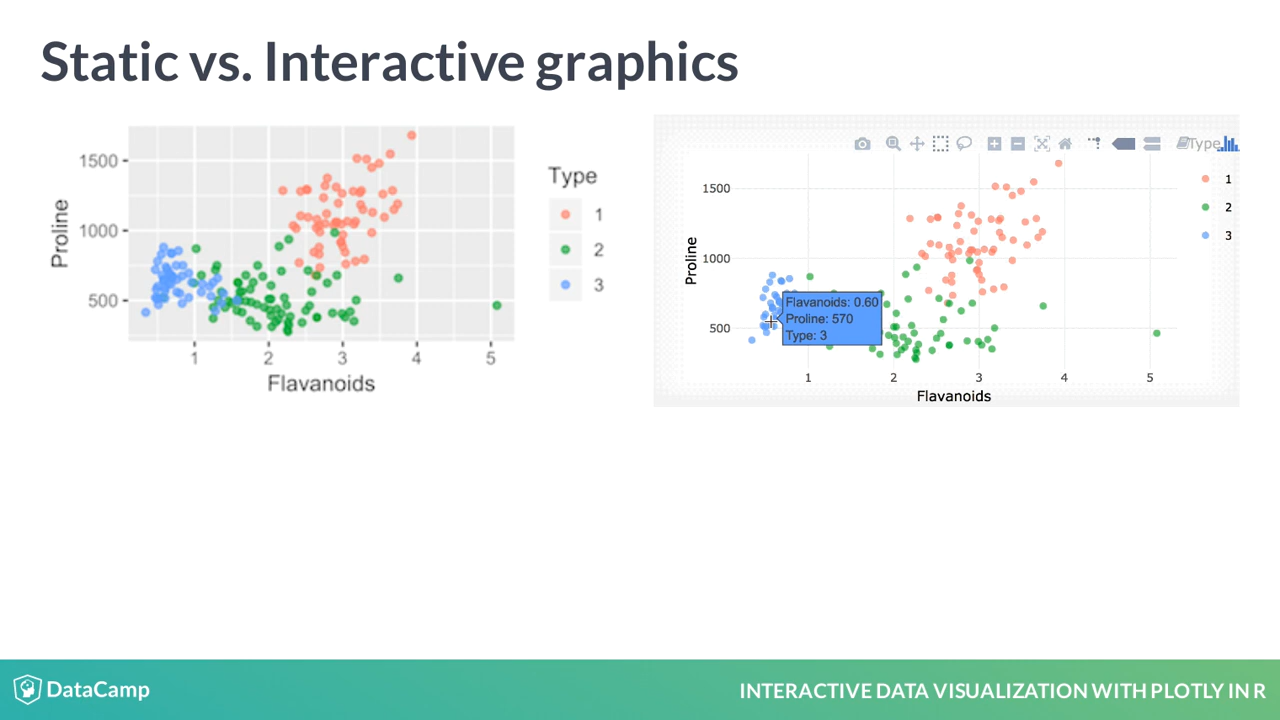 Static vs. Interactive graphics
1500
1000
500
Proline
1 2 3 4 5
Flavanoids
Type
1
2
3
Type
1500
1000
500
Proline
1 2 3 4 5
Flavanoids
1
2
3
Flavanoids: 0.60
Proline: 570
Type: 3
DataCamp
INTERACTIVE DATA VISUALIZATION WITH PLOTLY IN R